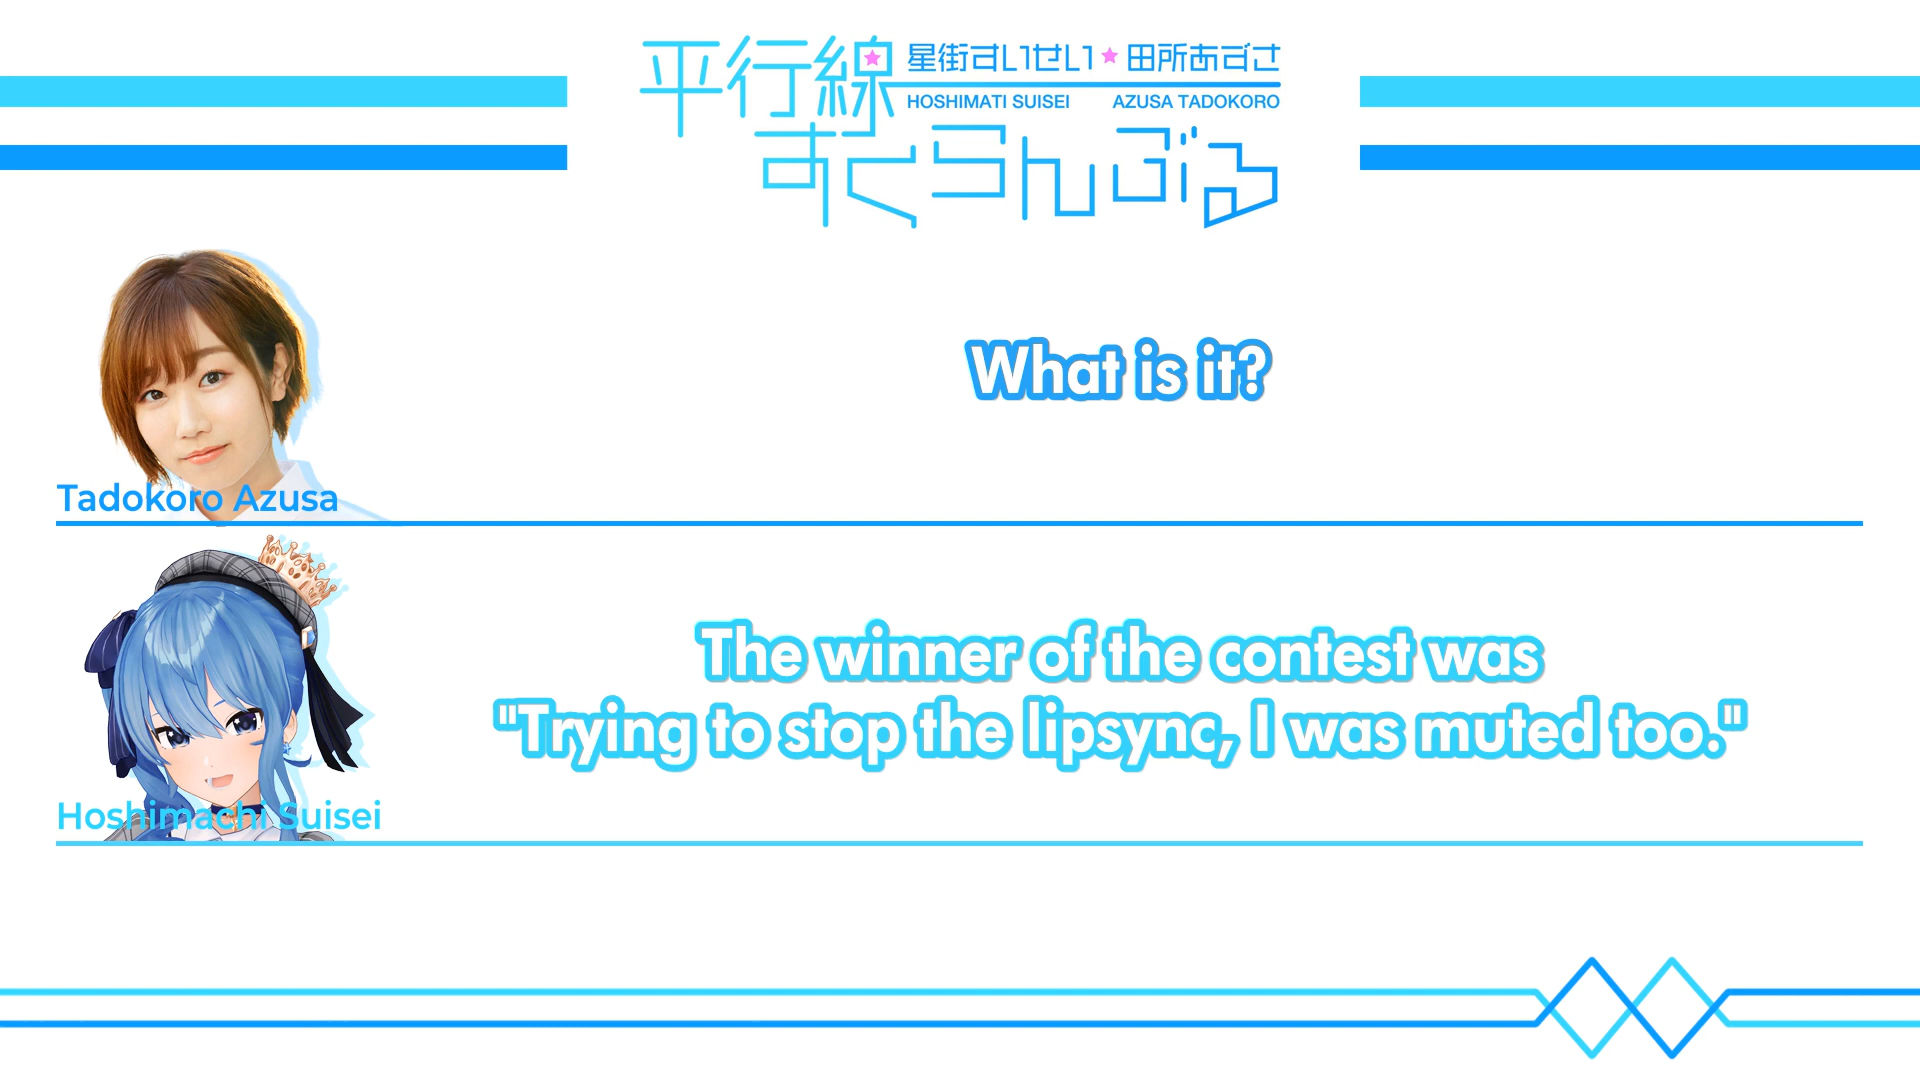 平行線
すくらんぶる
星街すいせい★田所あずさ
HOSHIMATI SUISEI AZUSA TADOKORO
What is it?
Tadokoro Azusa
The winner of the contest was
"Trying to stop the lipsync, I was muted too."
Hoshimachi Suisei